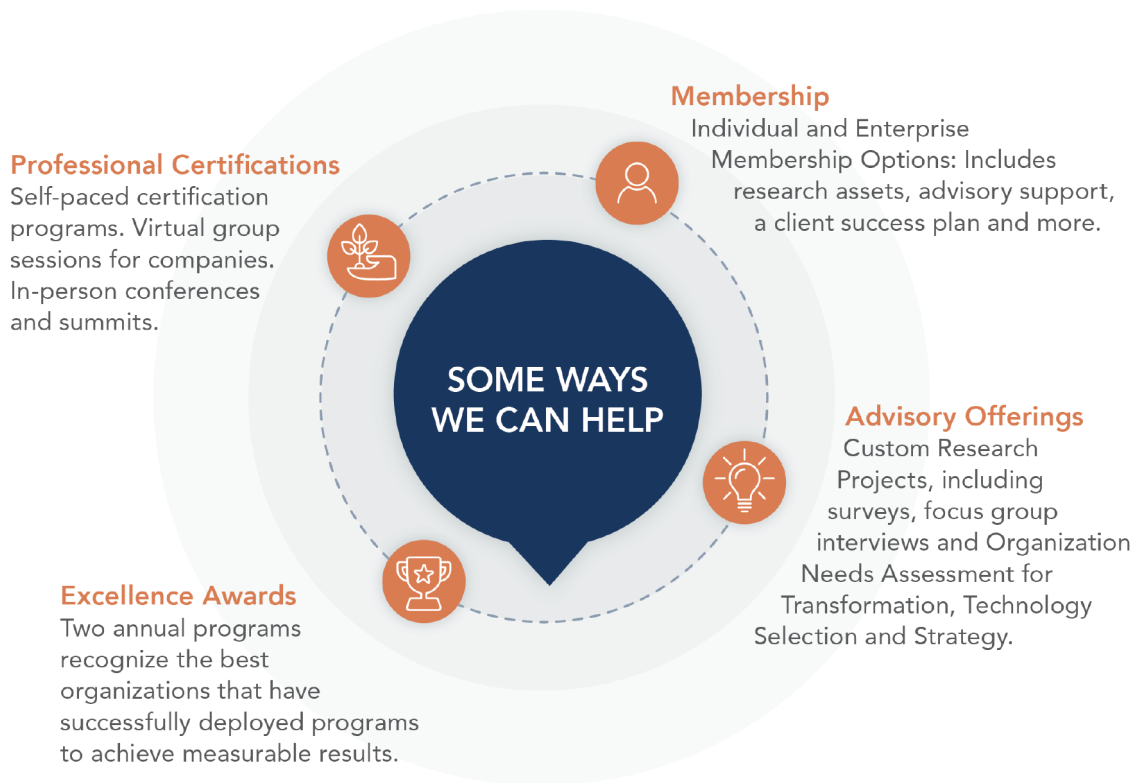 Membership
Individual and Enterprise
Membership Options: Includes
research assets, advisory support,
a client success plan and more.
Professional Certifications
Self-paced certification
programs. Virtual group
sessions for companies.
In-person conferences
and summits.
SOME WAYS
WE CAN HELP
Advisory Offerings
Custom Research
Projects, including
surveys, focus group
interviews and Organization
Needs Assessment for
Transformation, Technology
Selection and Strategy.
Excellence Awards
Two annual programs
recognize the best
organizations that have
successfully deployed programs
to achieve measurable results.